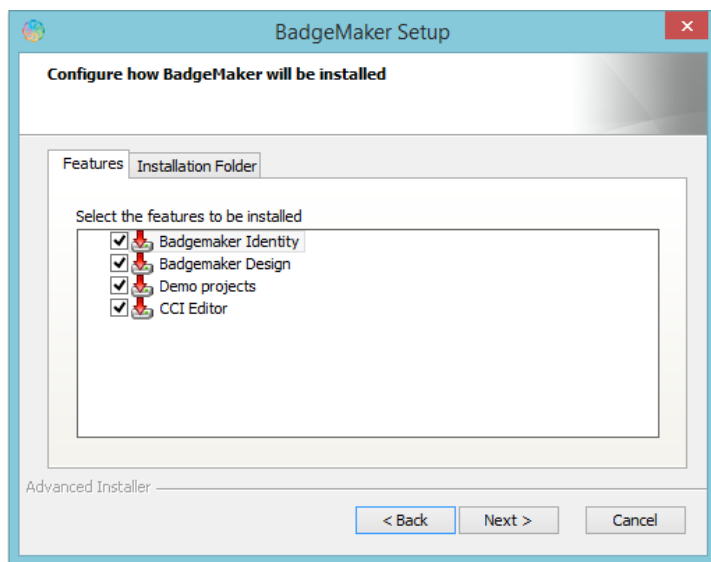 BadgeMaker Setup
Configure how BadgeMaker will be installed
Features Installation Folder
Select the features to be installed
Badgemaker Identity
Badgemaker Design
Demo projects
CCI Editor
Advanced Installer
< Back Next > Cancel